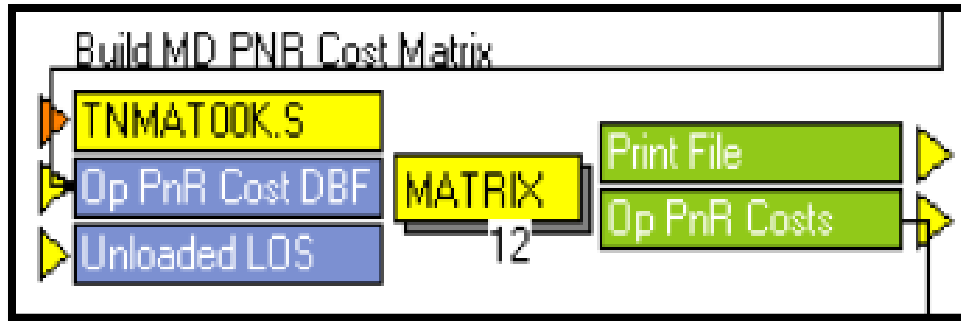 Build MD PNR Cost Matrix
TNMAT00K.S
Op PnR Cost DBF
Unloaded LOS
MATRIX
12
Print File
Op PnR Costs